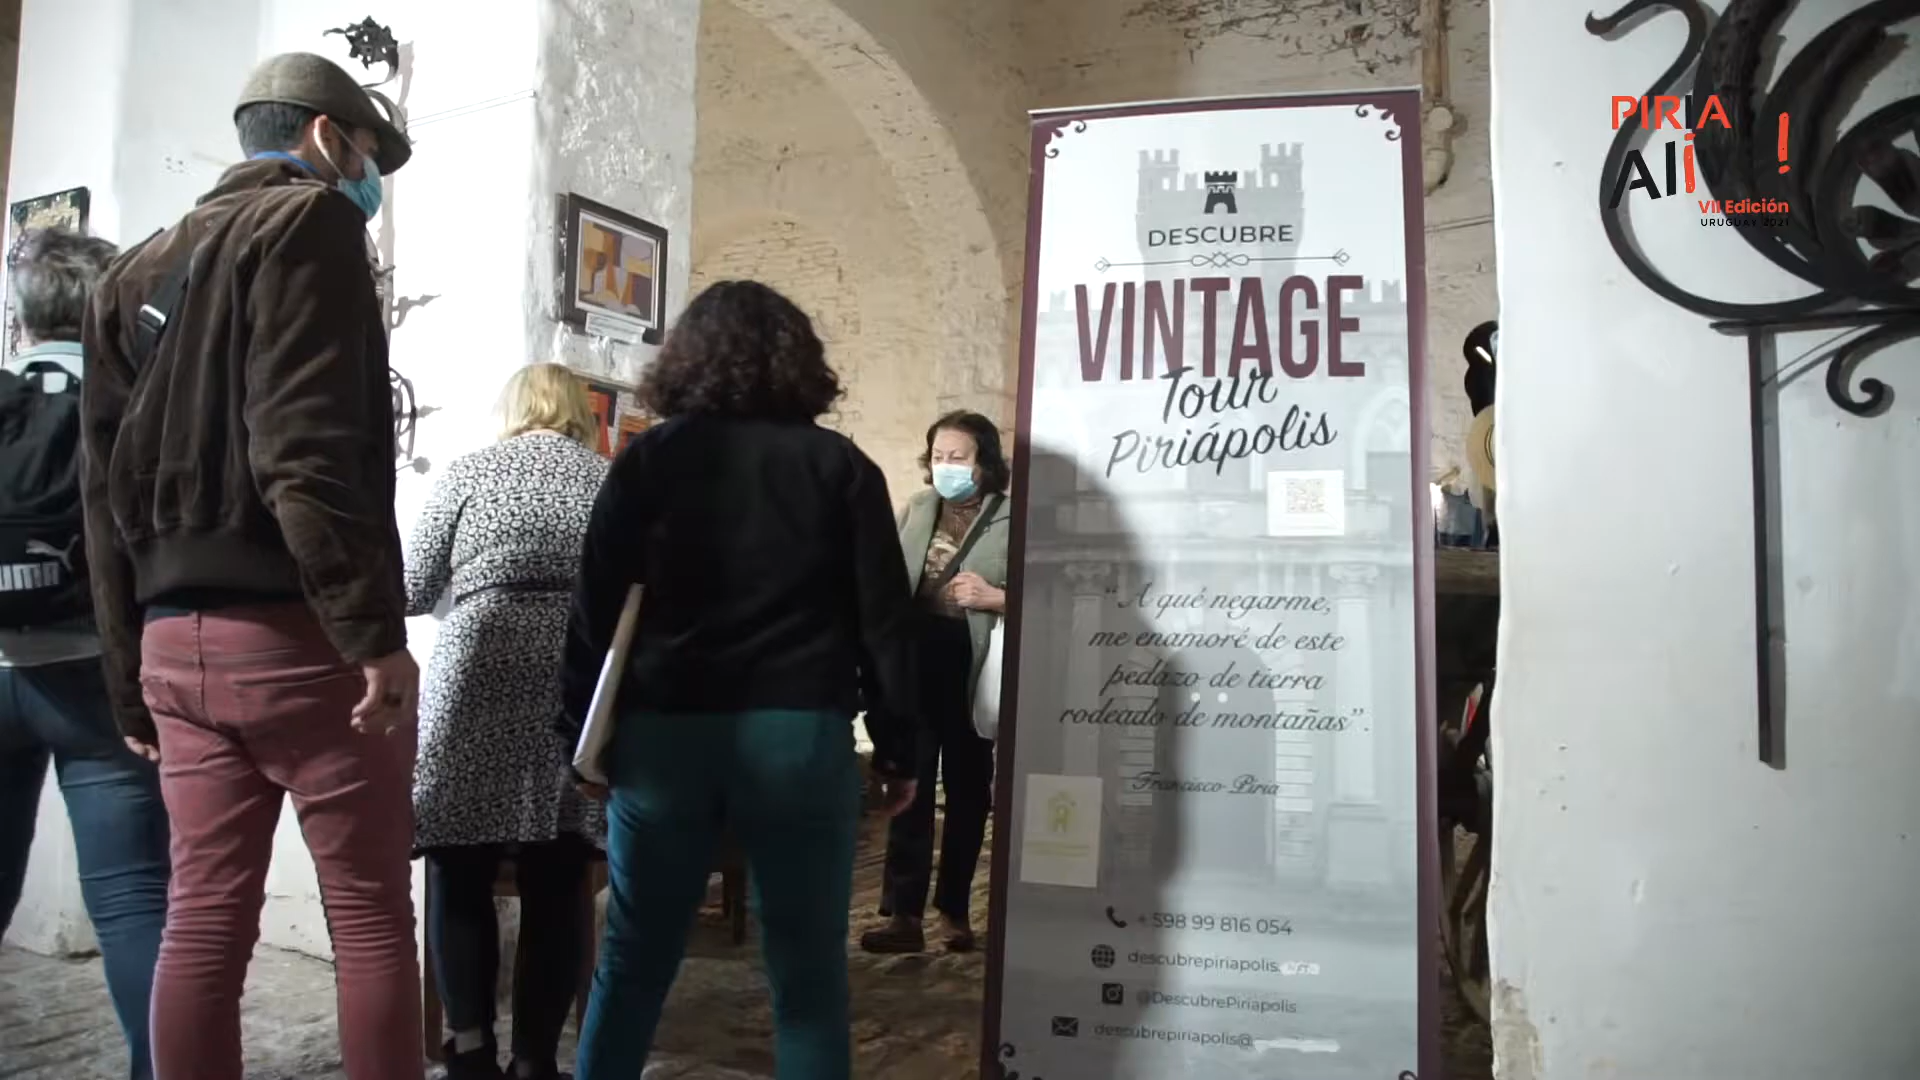 PIRIA
Alive!
VII Edición
URUGUAY 2021
DESCUBRE
VINTAGE
Tour
Piriápolis
“A qué negarme,
me enamoré de este
pedazo de tierra
rodeado de montañas”.
Francisco Piria
+ 598 99 816 054
descubrepiriapolis.
@DescubrePiriapolis
descubrepiriapolis@
PUMA